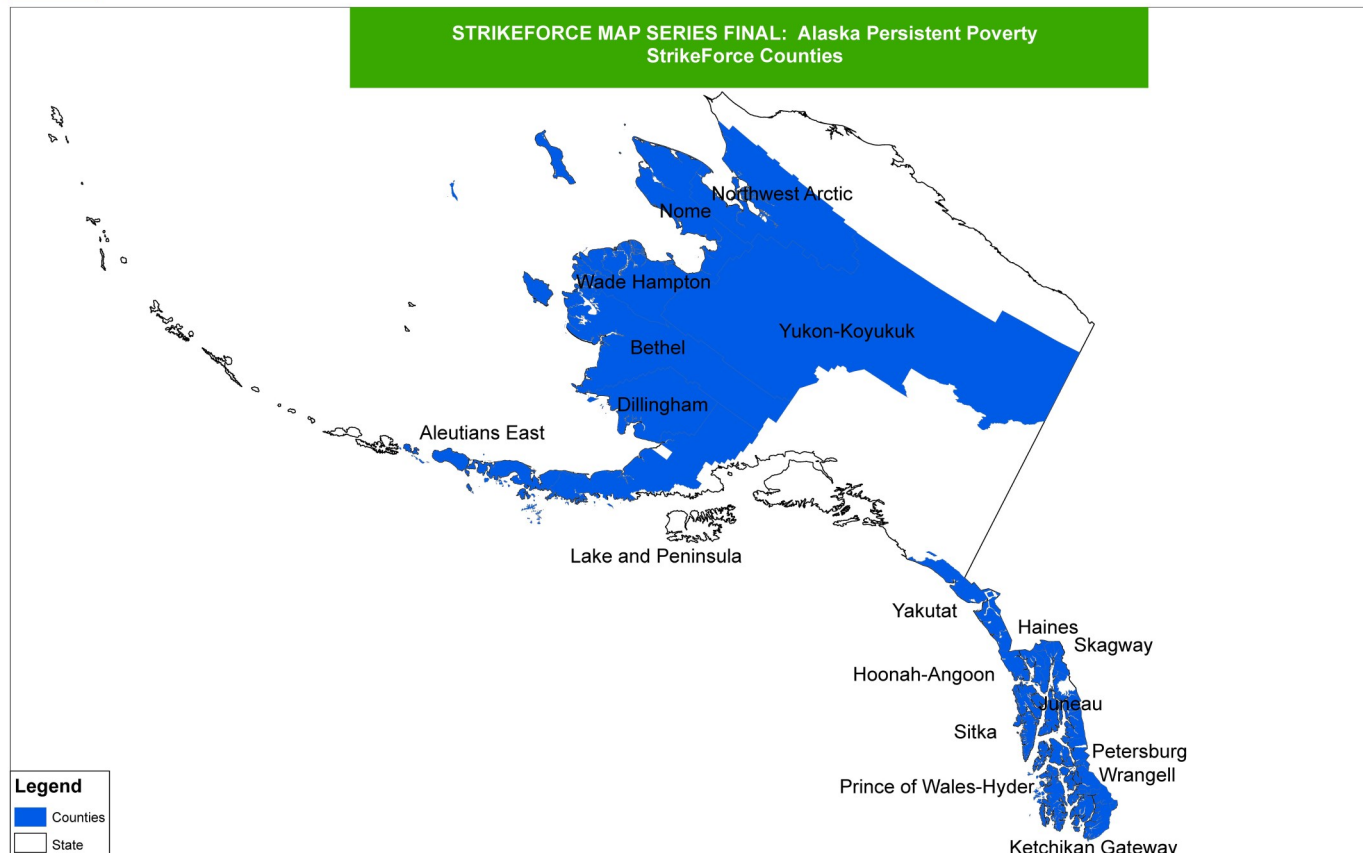 STRIKEFORCE MAP SERIES FINAL:  Alaska Persistent Poverty
StrikeForce Counties
Northwest Arctic
Nome
Wade Hampton
Yukon-Koyukuk
Bethel
Dillingham
Aleutians East
Lake and Peninsula
Yakutat
Haines
Skagway
Hoonah-Angoon
Juneau
Sitka
Petersburg
Wrangell
Prince of Wales-Hyder
Ketchikan Gateway
Legend
Counties
State